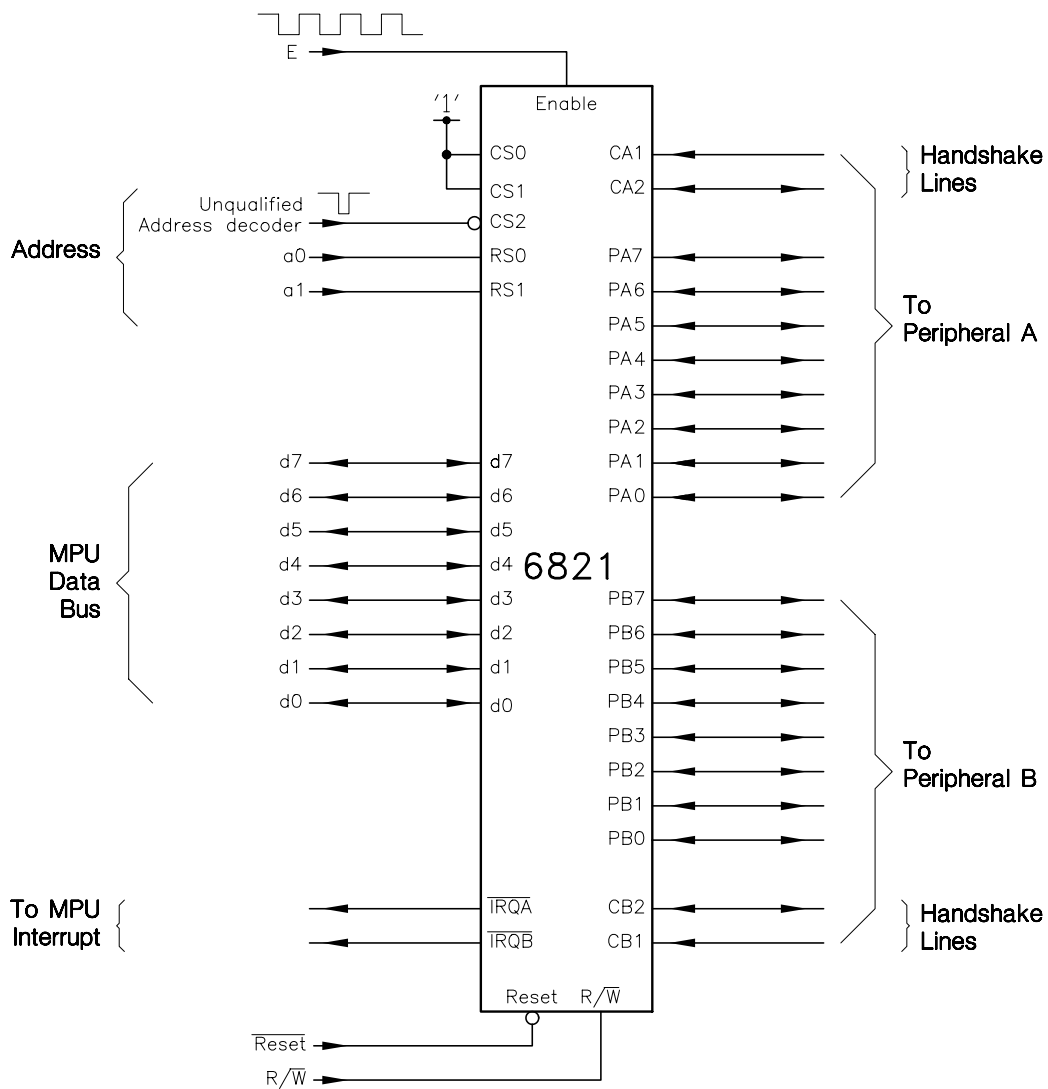 E
Enable
'1'
CS0
CS1
Unqualified
Address decoder
CS2
a0
RS0
a1
RS1
Address
d7
d7
d6
d6
d5
d5
d4
d4
d3
d3
d2
d2
d1
d1
d0
d0
MPU
Data
Bus
6821
CA1
CA2
Handshake
Lines
PA7
PA6
PA5
PA4
PA3
PA2
PA1
PA0
To
Peripheral A
PB7
PB6
PB5
PB4
PB3
PB2
PB1
PB0
To
Peripheral B
CB2
CB1
Handshake
Lines
To MPU
Interrupt
I̅R̅Q̅A̅
I̅R̅Q̅B̅
Reset R/W̅
R̅e̅s̅e̅t̅
R/W̅